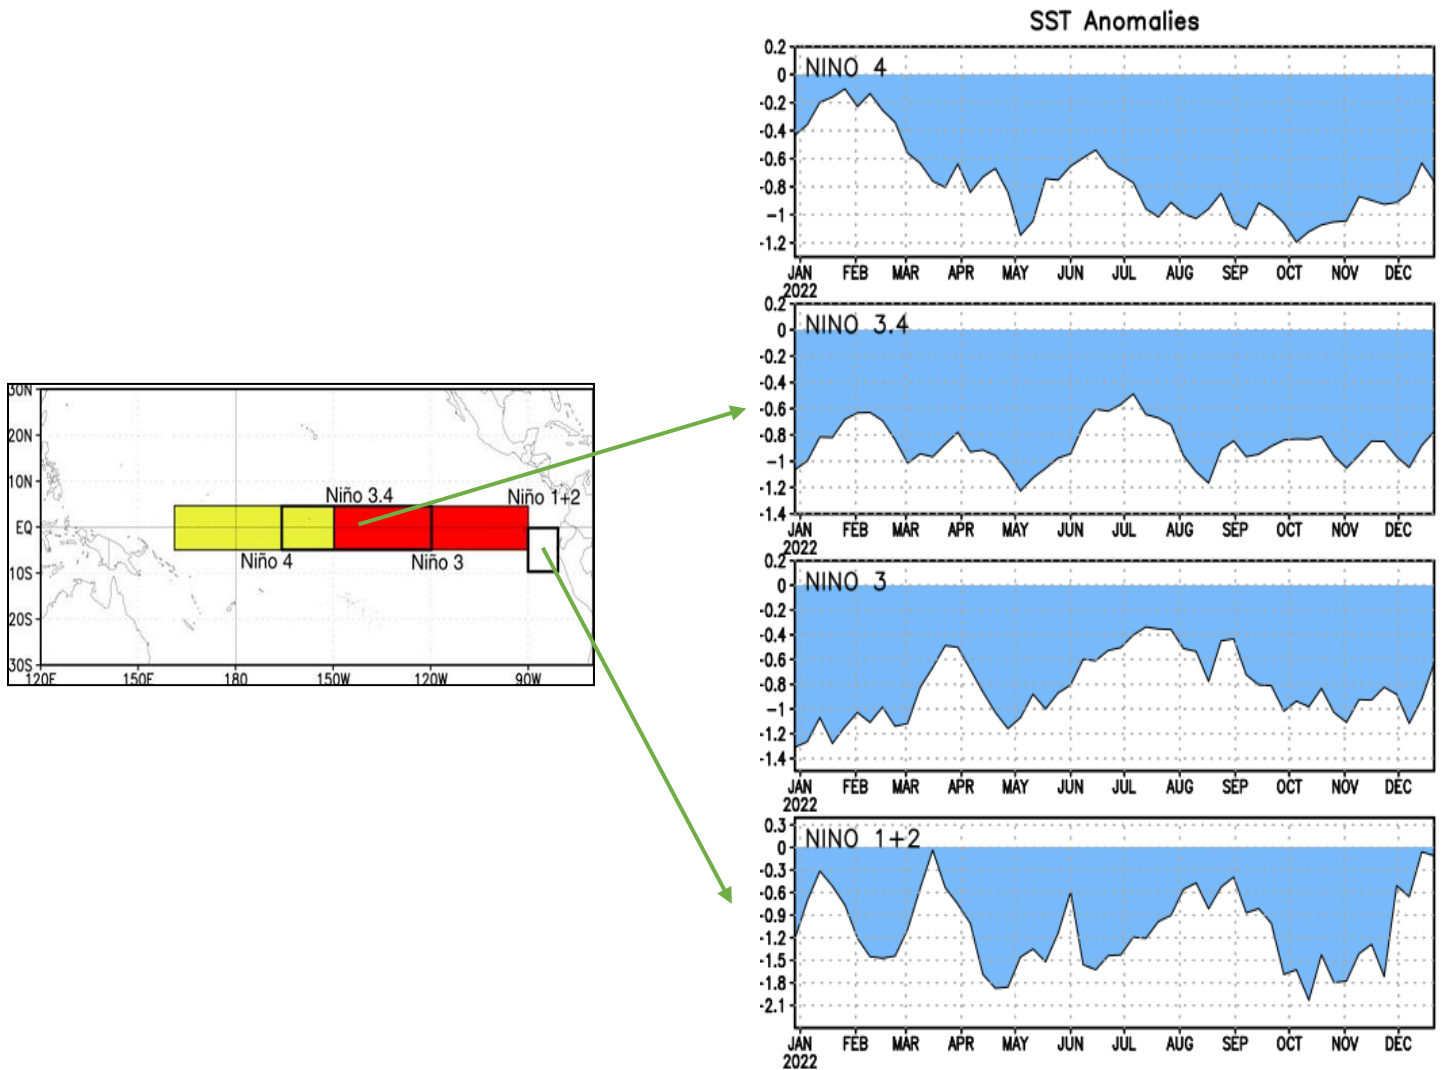 SST Anomalies
0.2
0
-0.2
-0.4
-0.6
-0.8
-1
-1.2
NINO 4
JAN FEB MAR APR MAY JUN JUL AUG SEP OCT NOV DEC
2022
0.2
0
-0.2
-0.4
-0.6
-0.8
-1
-1.2
-1.4
NINO 3.4
JAN FEB MAR APR MAY JUN JUL AUG SEP OCT NOV DEC
2022
0.2
0
-0.2
-0.4
-0.6
-0.8
-1
-1.2
-1.4
NINO 3
JAN FEB MAR APR MAY JUN JUL AUG SEP OCT NOV DEC
2022
0.3
0
-0.3
-0.6
-0.9
-1.2
-1.5
-1.8
-2.1
NINO 1+2
JAN FEB MAR APR MAY JUN JUL AUG SEP OCT NOV DEC
2022
30N
20N
10N
EQ
10S
20S
30S
120E 150E 180 150W 120W 90W
Niño 3.4
Niño 1+2
Niño 4
Niño 3